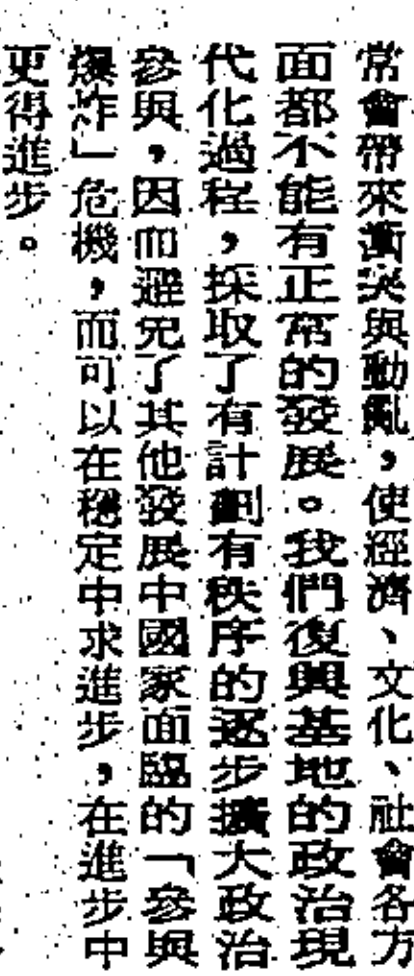 常會帶來衝突與動亂，使經濟、文化、社會各方
面都不能有正常的發展。我們復興基地的政治現
代化過程，採取了有計劃有秩序的逐步擴大政治
參與，因而避免了其他發展中國家面臨的「參與
爆炸」危機，而可以在穩定中求進步，在進步中
更得進步。